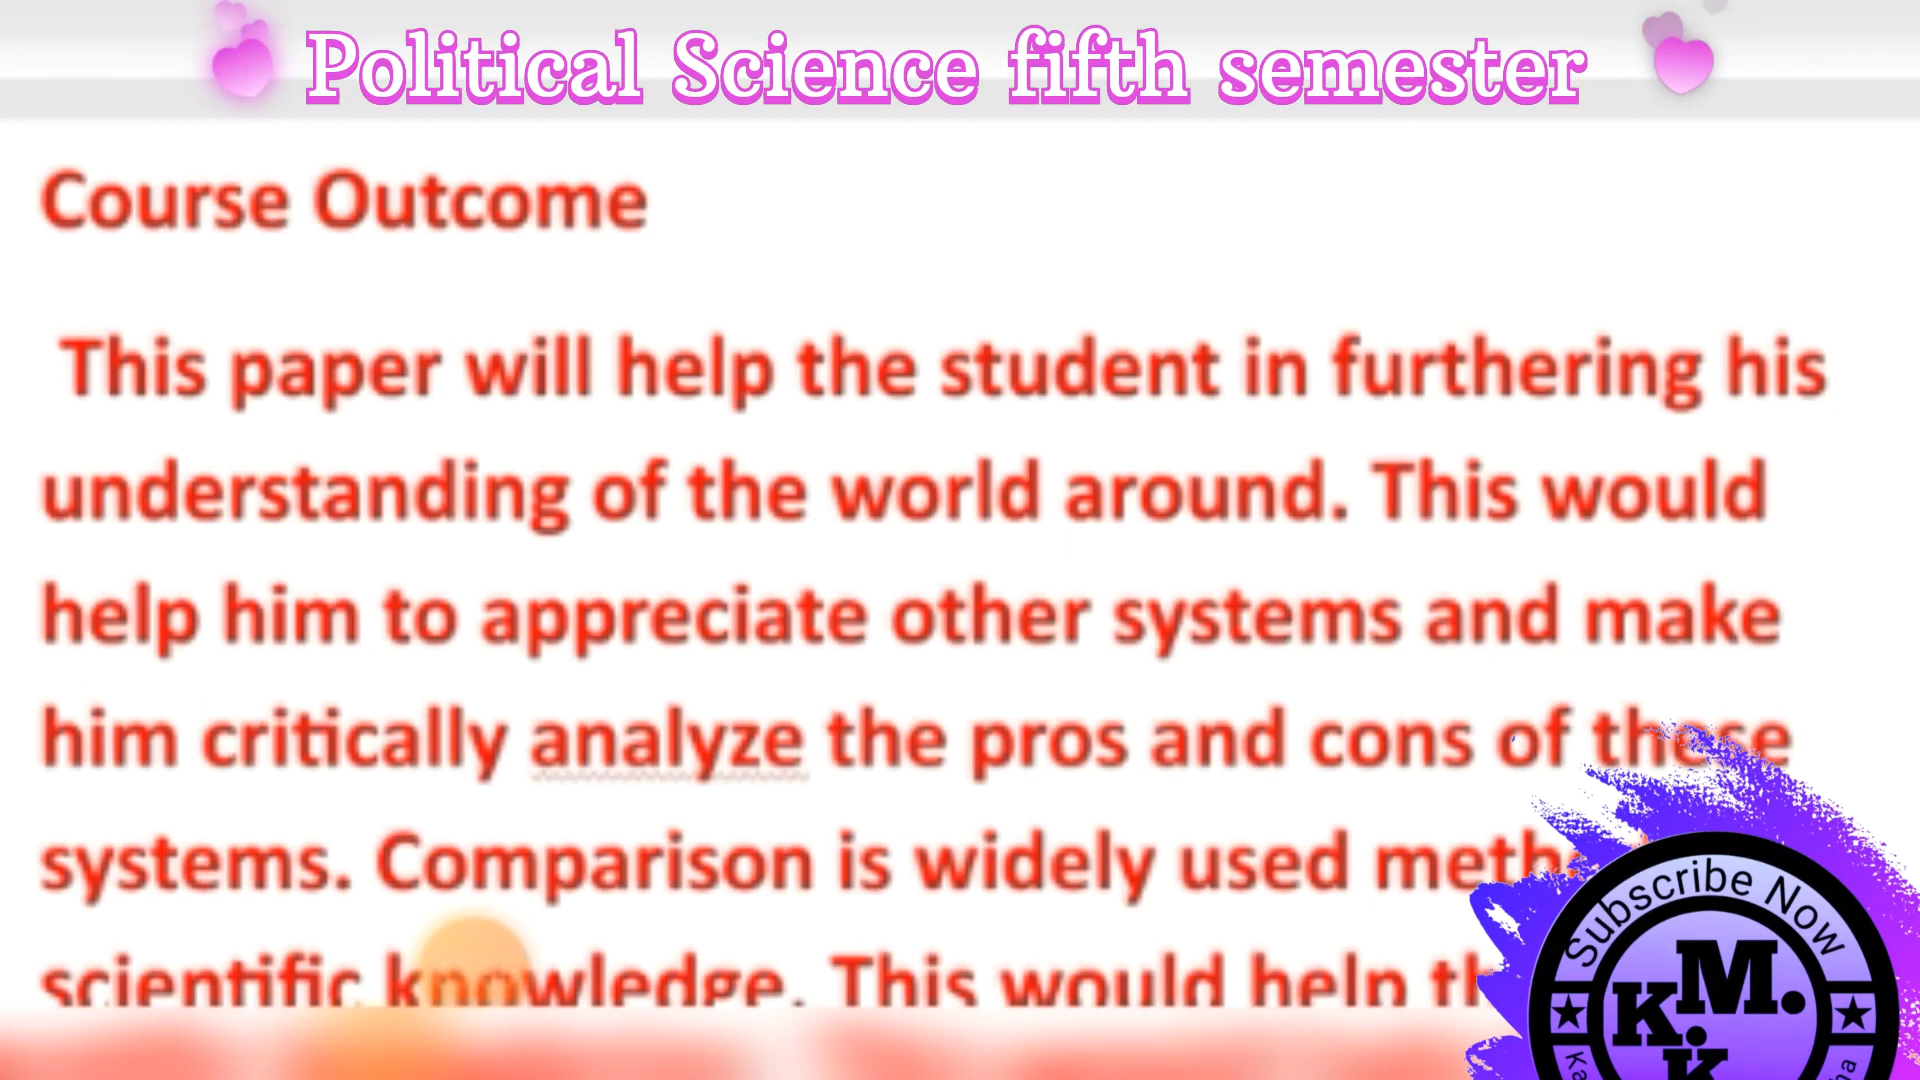 Political Science fifth semester
Course Outcome
This paper will help the student in furthering his
understanding of the world around. This would
help him to appreciate other systems and make
him critically analyze the pros and cons of these
systems. Comparison is widely used
scientific knowledge. This would help
Subscribe Now
K.M.
K